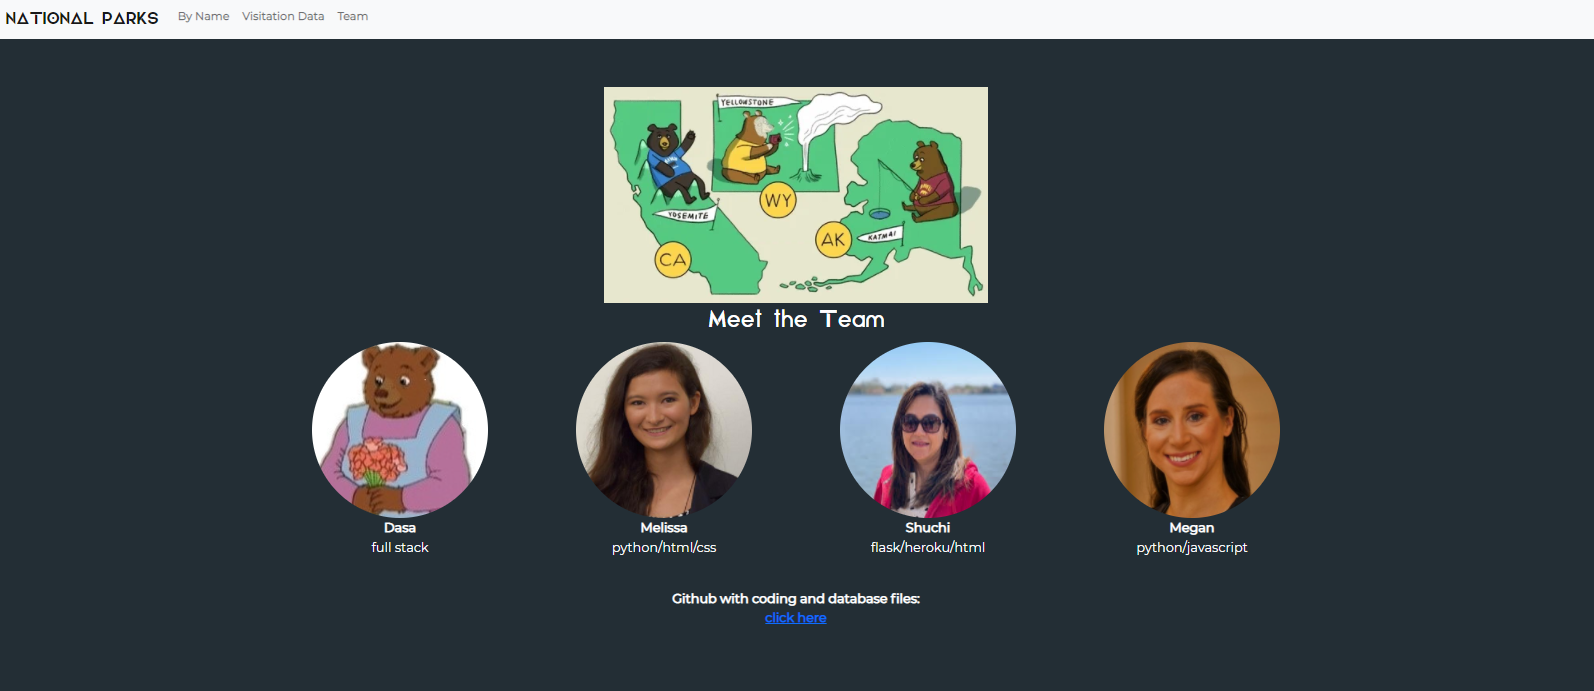 NATIONAL PARKS By Name Visitation Data Team
YELLOWSTONE
WY
YOSEMITE
AK KATMAI
CA
Meet the Team
Dasa Melissa Shuchi Megan
full stack python/html/css flask/heroku/html python/javascript
Github with coding and database files:
click here